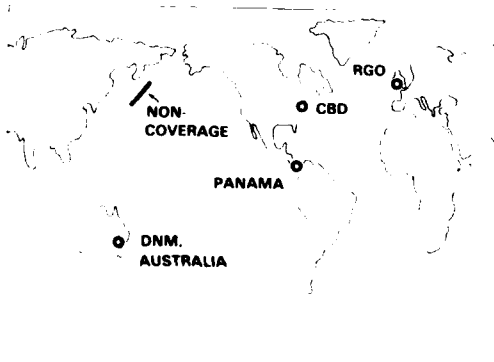 RGO
CBD
NON-
COVERAGE
PANAMA
DNM.
AUSTRALIA